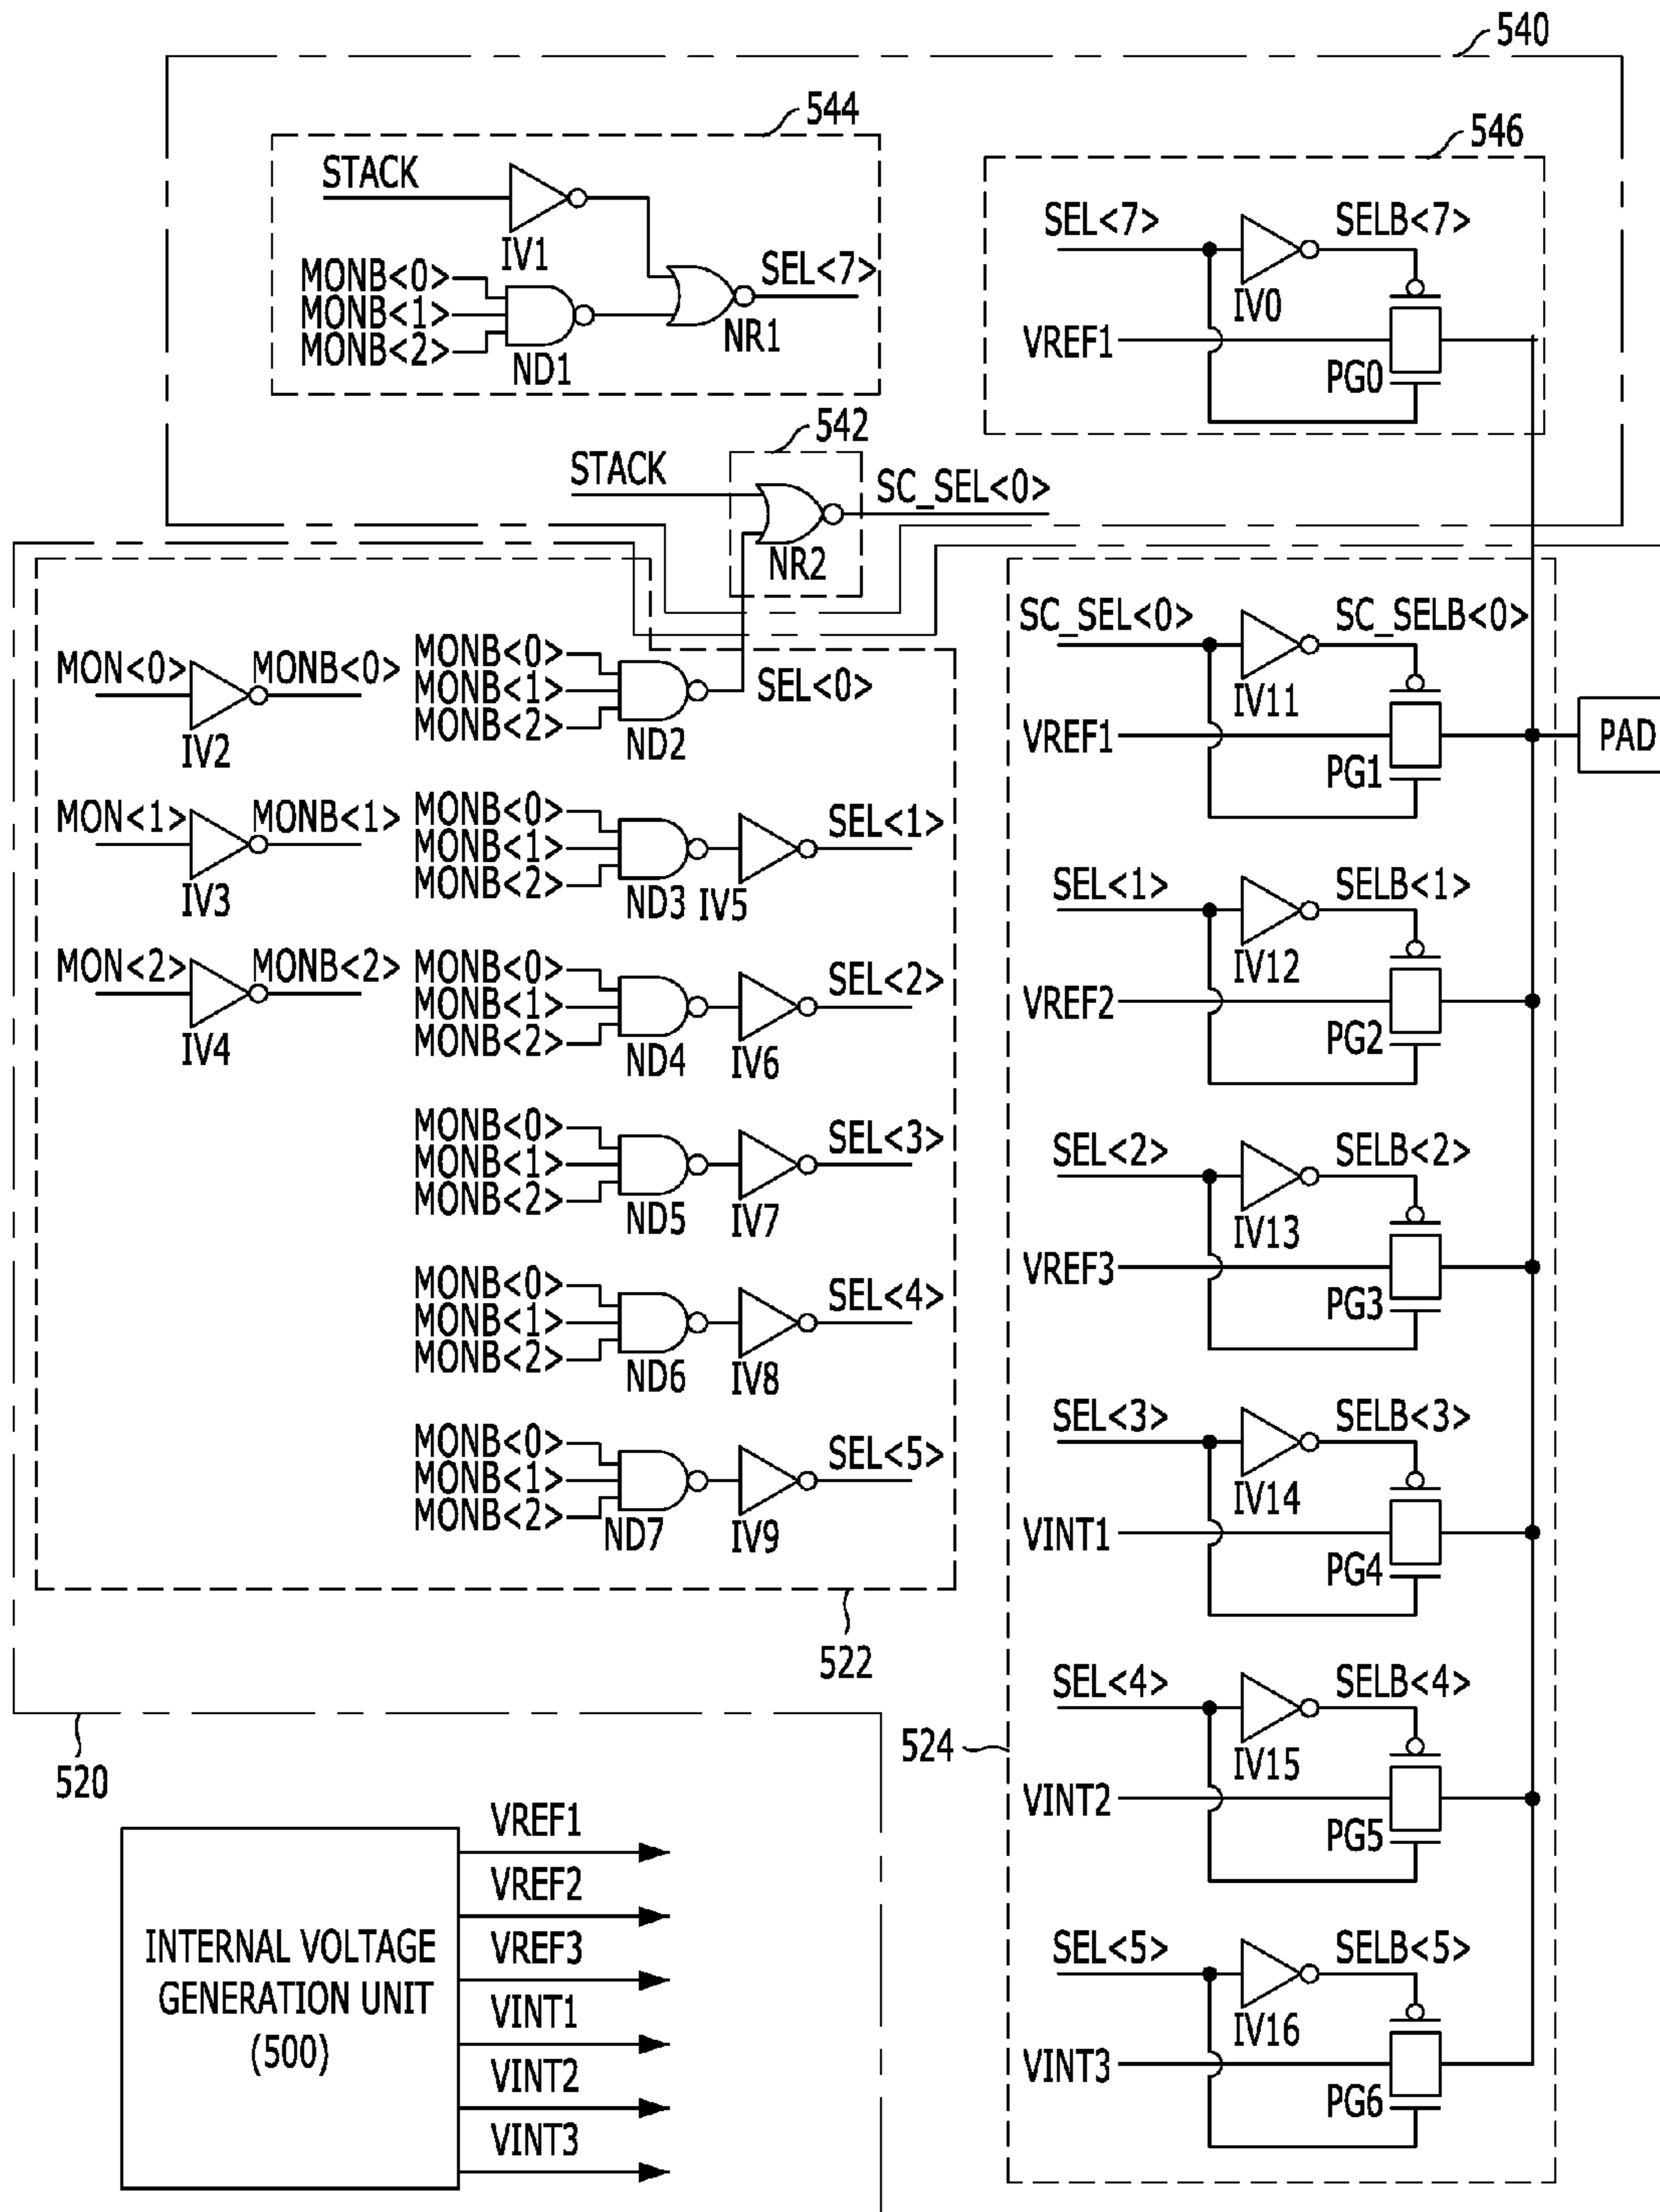 540
544
STACK
IV1
MONB<0>
MONB<1>
MONB<2>
ND1
SEL<7>
NR1
546
SEL<7>
SELB<7>
IV0
VREF1
PG0
542
STACK
SC_SEL<0>
NR2
MON<0>
MONB<0>
IV2
MON<1>
MONB<1>
IV3
MON<2>
MONB<2>
IV4
MONB<0>
MONB<1>
MONB<2>
ND2
SEL<0>
MONB<0>
MONB<1>
MONB<2>
ND3
IV5
SEL<1>
MONB<0>
MONB<1>
MONB<2>
ND4
IV6
SEL<2>
MONB<0>
MONB<1>
MONB<2>
ND5
IV7
SEL<3>
MONB<0>
MONB<1>
MONB<2>
ND6
IV8
SEL<4>
MONB<0>
MONB<1>
MONB<2>
ND7
IV9
SEL<5>
522
520
SC_SEL<0>
SC_SELB<0>
IV11
VREF1
PG1
PAD
SEL<1>
SELB<1>
IV12
VREF2
PG2
SEL<2>
SELB<2>
IV13
VREF3
PG3
SEL<3>
SELB<3>
IV14
VINT1
PG4
524
SEL<4>
SELB<4>
IV15
VINT2
PG5
SEL<5>
SELB<5>
IV16
VINT3
PG6
INTERNAL VOLTAGE
GENERATION UNIT
(500)
VREF1
VREF2
VREF3
VINT1
VINT2
VINT3